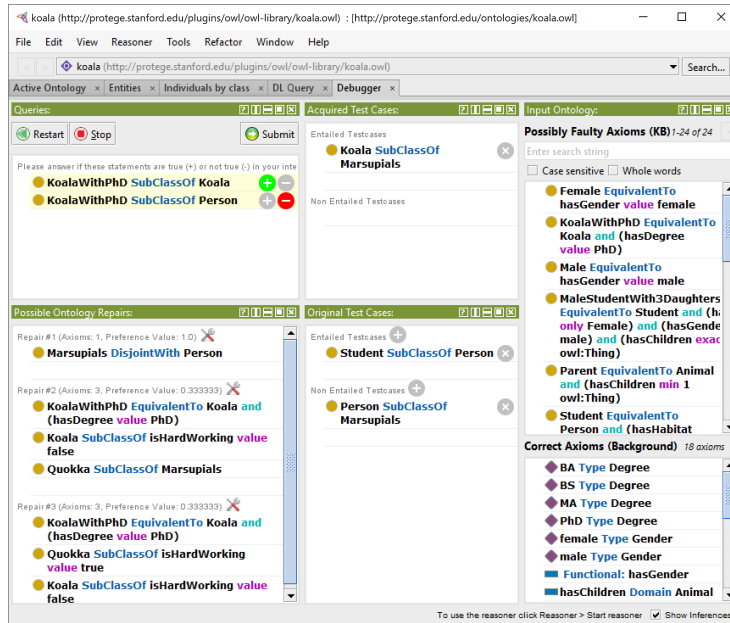 koala (http://protege.stanford.edu/plugins/owl/owl-library/koala.owl) : [http://protege.stanford.edu/ontologies/koala.owl]
File Edit View Reasoner Tools Refactor Window Help
koala (http://protege.stanford.edu/plugins/owl/owl-library/koala.owl) Search...
Active Ontology × Entities × Individuals by class × DL Query × Debugger ×
Queries:
Restart Stop Submit
Please answer if these statements are true (+) or not true (-) in your inte
KoalaWithPhD SubClassOf Koala
KoalaWithPhD SubClassOf Person
Acquired Test Cases:
Entailed Testcases
Koala SubClassOf
Marsupials
Non Entailed Testcases
Input Ontology:
Possibly Faulty Axioms (KB) 1-24 of 24
Enter search string
Case sensitive Whole words
Female EquivalentTo
hasGender value female
KoalaWithPhD EquivalentTo
Koala and (hasDegree
value PhD)
Male EquivalentTo
hasGender value male
MaleStudentWith3Daughters
EquivalentTo Student and (ha
only Female) and (hasGende
male) and (hasChildren exac
owl:Thing)
Parent EquivalentTo Animal
and (hasChildren min 1
owl:Thing)
Student EquivalentTo
Person and (hasHabitat
Possible Ontology Repairs:
Repair #1 (Axioms: 1, Preference Value: 1.0)
Marsupials DisjointWith Person
Repair #2 (Axioms: 3, Preference Value: 0.333333)
KoalaWithPhD EquivalentTo Koala and
(hasDegree value PhD)
Koala SubClassOf isHardWorking value
false
Quokka SubClassOf Marsupials
Repair #3 (Axioms: 3, Preference Value: 0.333333)
KoalaWithPhD EquivalentTo Koala and
(hasDegree value PhD)
Quokka SubClassOf isHardWorking
value true
Koala SubClassOf isHardWorking value
false
Original Test Cases:
Entailed Testcases
Student SubClassOf Person
Non Entailed Testcases
Person SubClassOf
Marsupials
Correct Axioms (Background) 18 axioms
BA Type Degree
BS Type Degree
MA Type Degree
PhD Type Degree
female Type Gender
male Type Gender
Functional: hasGender
hasChildren Domain Animal
To use the reasoner click Reasoner > Start reasoner Show Inferences